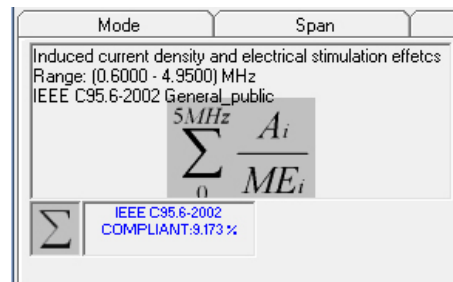 Mode Span
Induced current density and electrical stimulation effetcs
Range: (0.6000 - 4.9500) MHz
IEEE C95.6-2002 General_public
5MHz
∑ Ai
0 MEi
∑ IEEE C95.6-2002
COMPLIANT:9.173 %